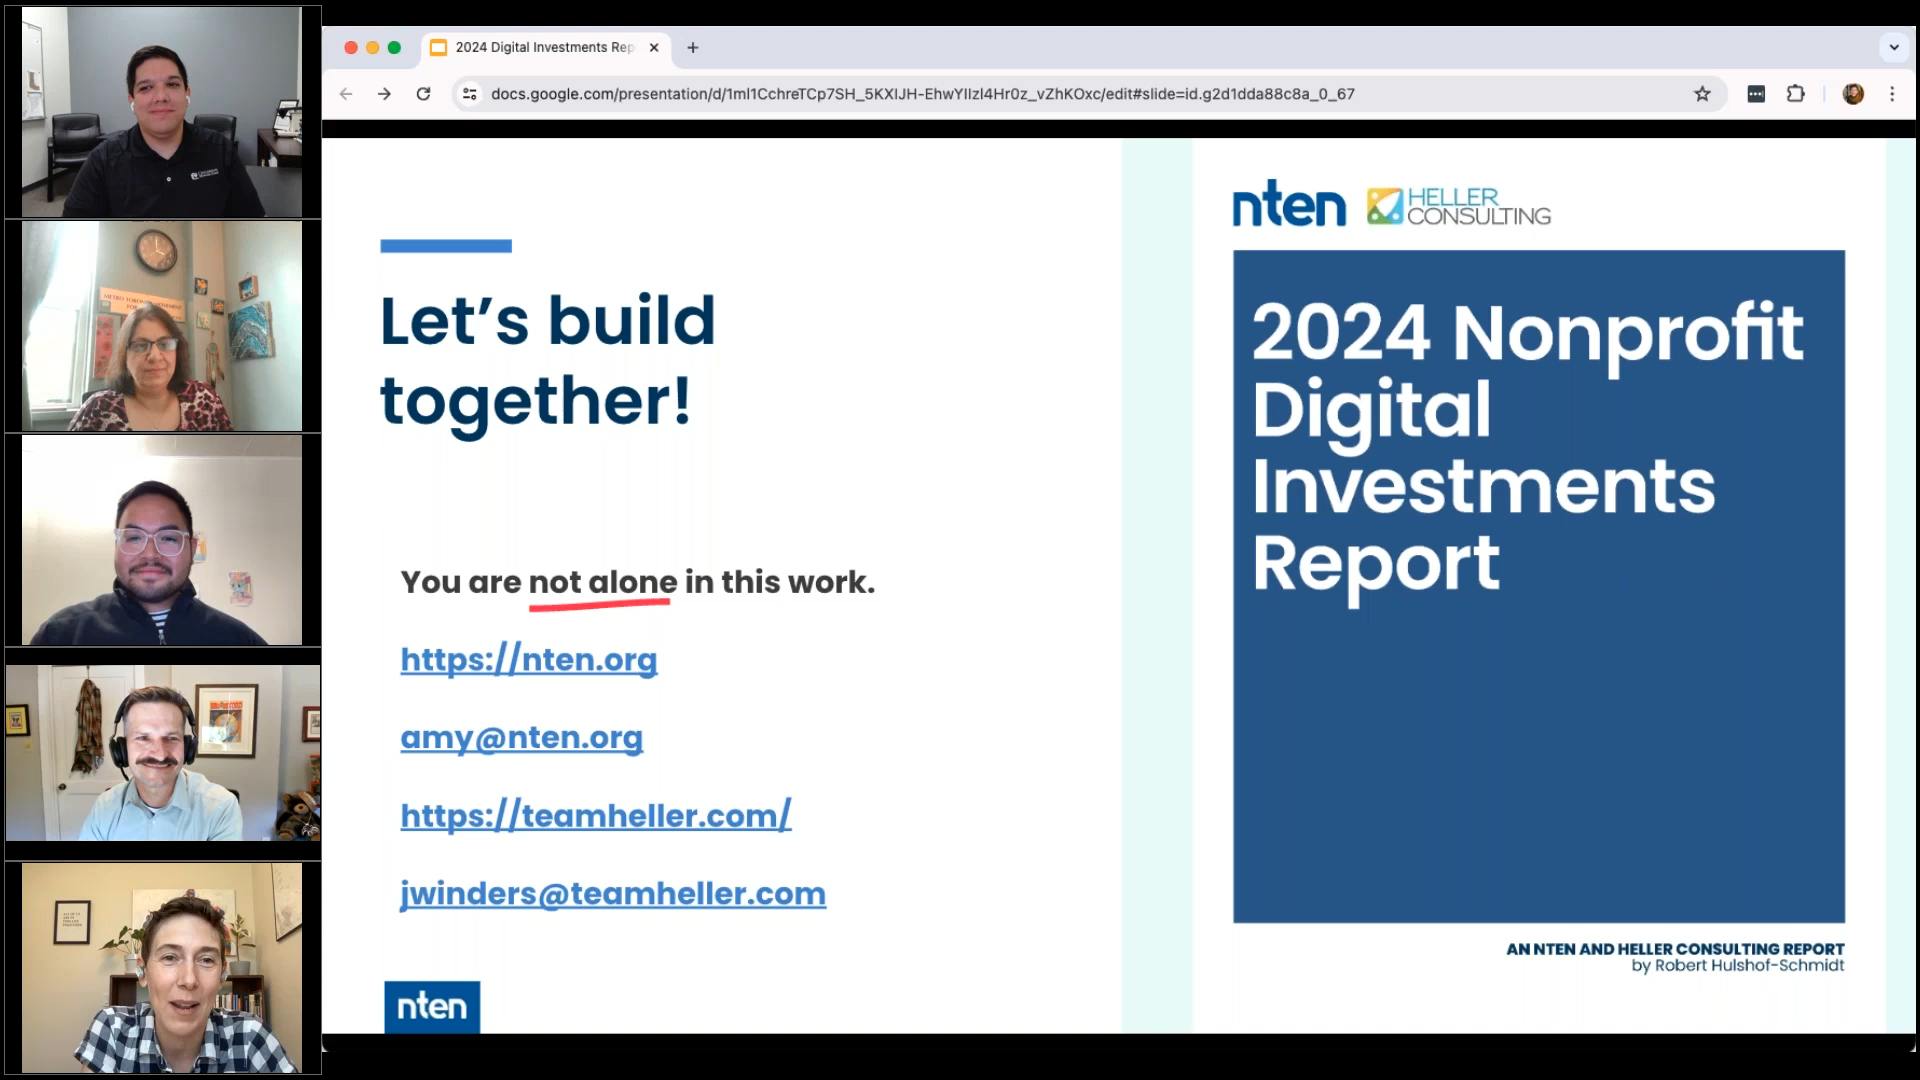 2024 Digital Investments Rep
docs.google.com/presentation/d/1ml1CchreTCp7SH_5KXIJH-EhwYIIzI4Hr0z_vZhKOxc/edit#slide=id.g2d1dda88c8a_0_67
Let’s build
together!
You are not alone in this work.
https://nten.org
amy@nten.org
https://teamheller.com/
jwinders@teamheller.com
nten
nten
HELLER
CONSULTING
2024 Nonprofit
Digital
Investments
Report
AN NTEN AND HELLER CONSULTING REPORT
by Robert Hulshof-Schmidt